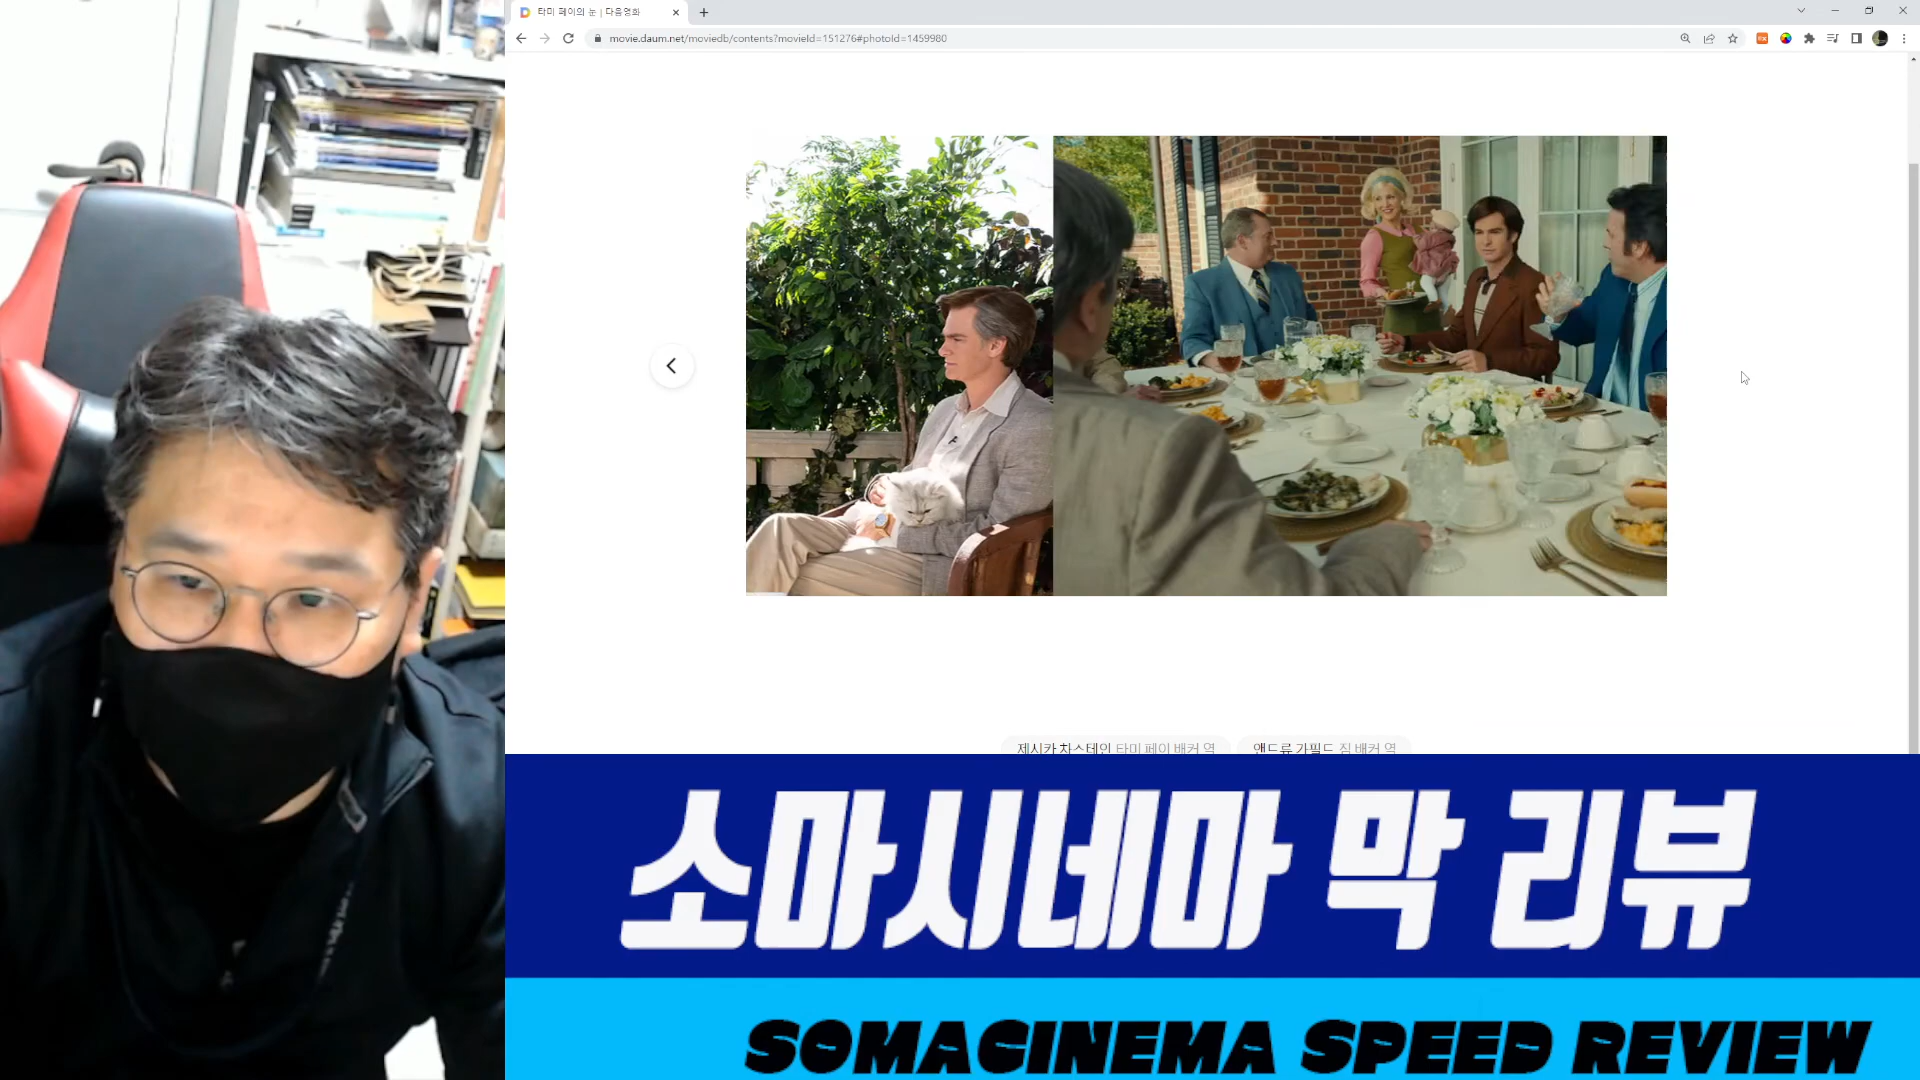 타미 페이의 눈 | 다음영화
movie.daum.net/moviedb/contents?movieId=151276#photoId=1459980
제시카 차스테인 타미 페이 배커 역
앤드류 가필드 짐 배커 역
소마시네마 막 리뷰
SOMACINEMA SPEED REVIEW